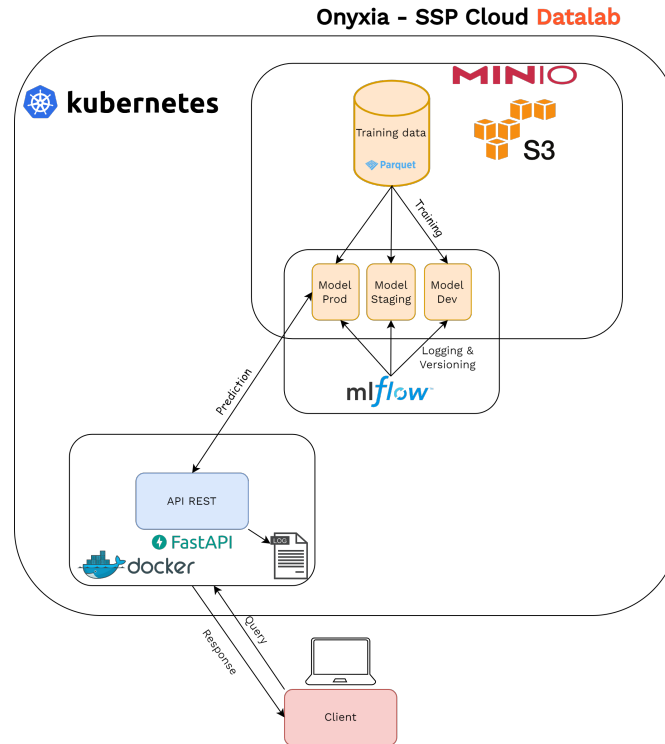 Onyxia - SSP Cloud Datalab
MINIO
kubernetes
S3
Training data
Parquet
Training
Model
Prod
Model
Staging
Model
Dev
Logging &
Versioning
mlflow™
Prediction
API REST
FastAPI
LOG
docker
Query
Response
Client